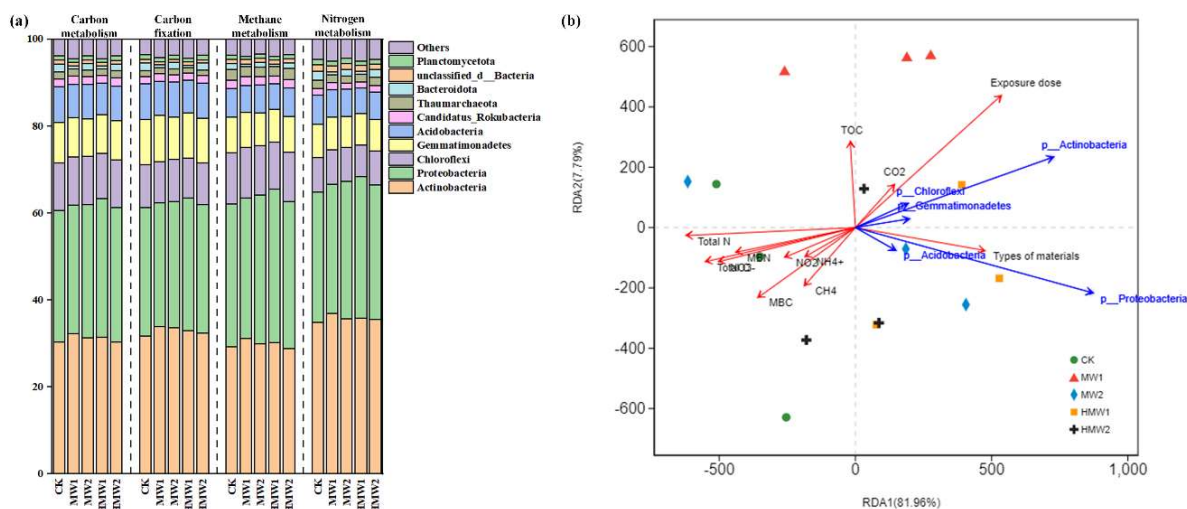 (a)
Carbon metabolism
Carbon fixation
Methane metabolism
Nitrogen metabolism
100
80
60
40
20
0
CK
MW1
MW2
HMW1
HMW2
CK
MW1
MW2
HMW1
HMW2
CK
MW1
MW2
HMW1
HMW2
CK
MW1
MW2
HMW1
HMW2
Others
Planctomycetota
unclassified_d__Bacteria
Bacteroidota
Thaumarchaeota
Candidatus_Rokubacteria
Acidobacteria
Gemmatimonadetes
Chloroflexi
Proteobacteria
Actinobacteria
(b)
RDA2(7.79%)
600
400
200
0
-200
-400
-600
Exposure dose
TOC
p__Actinobacteria
CO2
p__Chloroflexi
p__Gemmatimonadetes
Total N
MBN
NO2-
NH4+
p__Acidobacteria
Types of materials
CH4
MBC
p__Proteobacteria
CK
MW1
MW2
HMW1
HMW2
-500
0
500
1,000
RDA1(81.96%)